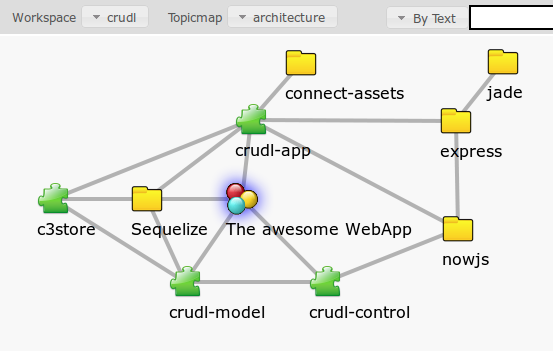 Workspace crudl Topicmap architecture By Text
connect-assets jade
crudl-app express
c3store Sequelize The awesome WebApp
nowjs
crudl-model crudl-control